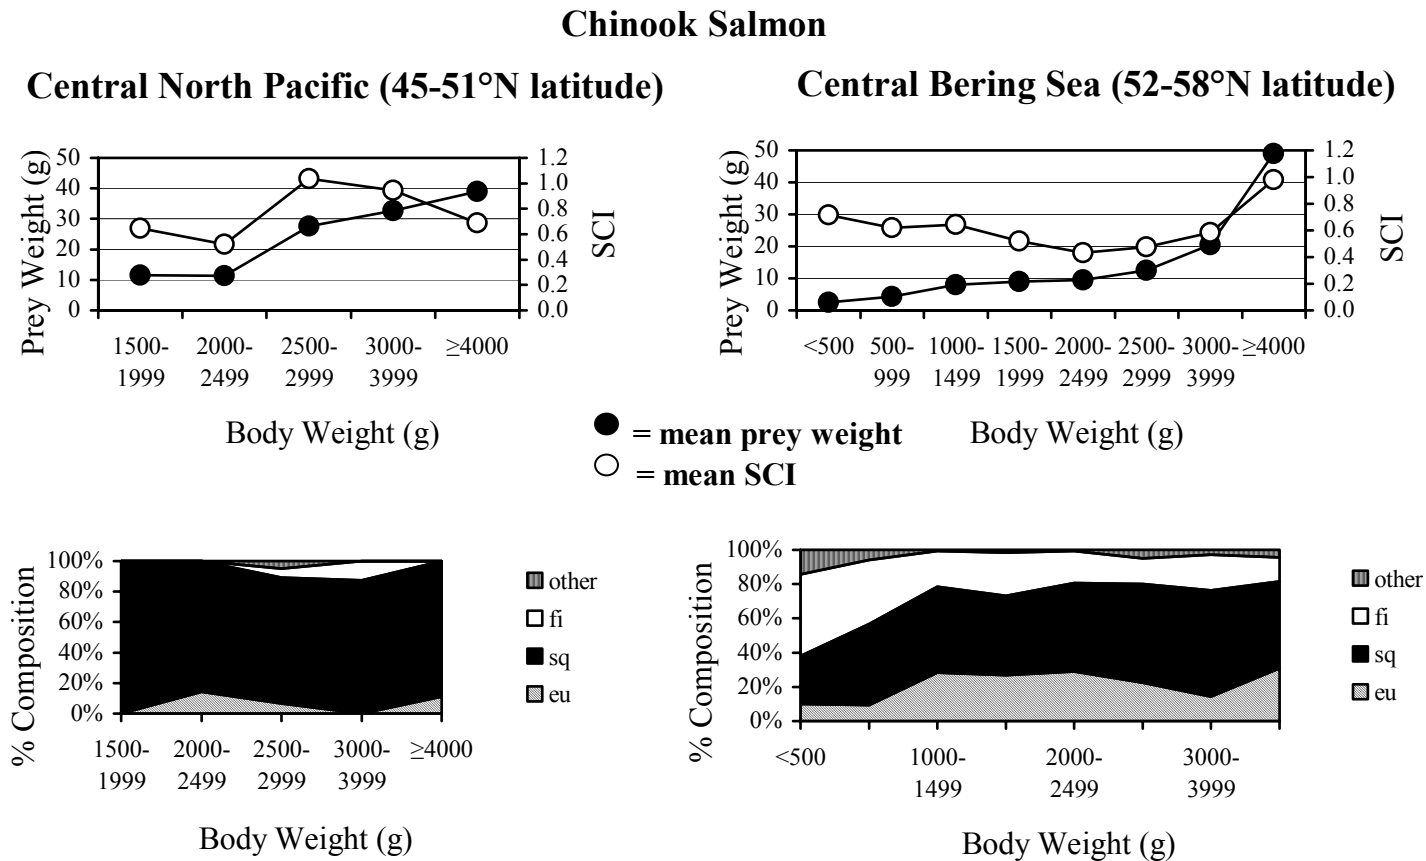 Chinook Salmon
Central North Pacific (45-51°N latitude)
Central Bering Sea (52-58°N latitude)
Prey Weight (g)
50
40
30
20
10
0
1.2
1.0
0.8
0.6
0.4
0.2
0.0
SCI
1500- 2000- 2500- 3000- ≥4000
1999 2499 2999 3999
Body Weight (g)
Prey Weight (g)
50
40
30
20
10
0
1.2
1.0
0.8
0.6
0.4
0.2
0.0
SCI
<500 500- 1000- 1500- 2000- 2500- 3000- ≥4000
999 1499 1999 2499 2999 3999
Body Weight (g)
= mean prey weight
= mean SCI
% Composition
100%
80%
60%
40%
20%
0%
1500- 2000- 2500- 3000- ≥4000
1999 2499 2999 3999
Body Weight (g)
other
fi
sq
eu
% Composition
100%
80%
60%
40%
20%
0%
<500 1000- 2000- 3000-
1499 2499 3999
Body Weight (g)
other
fi
sq
eu